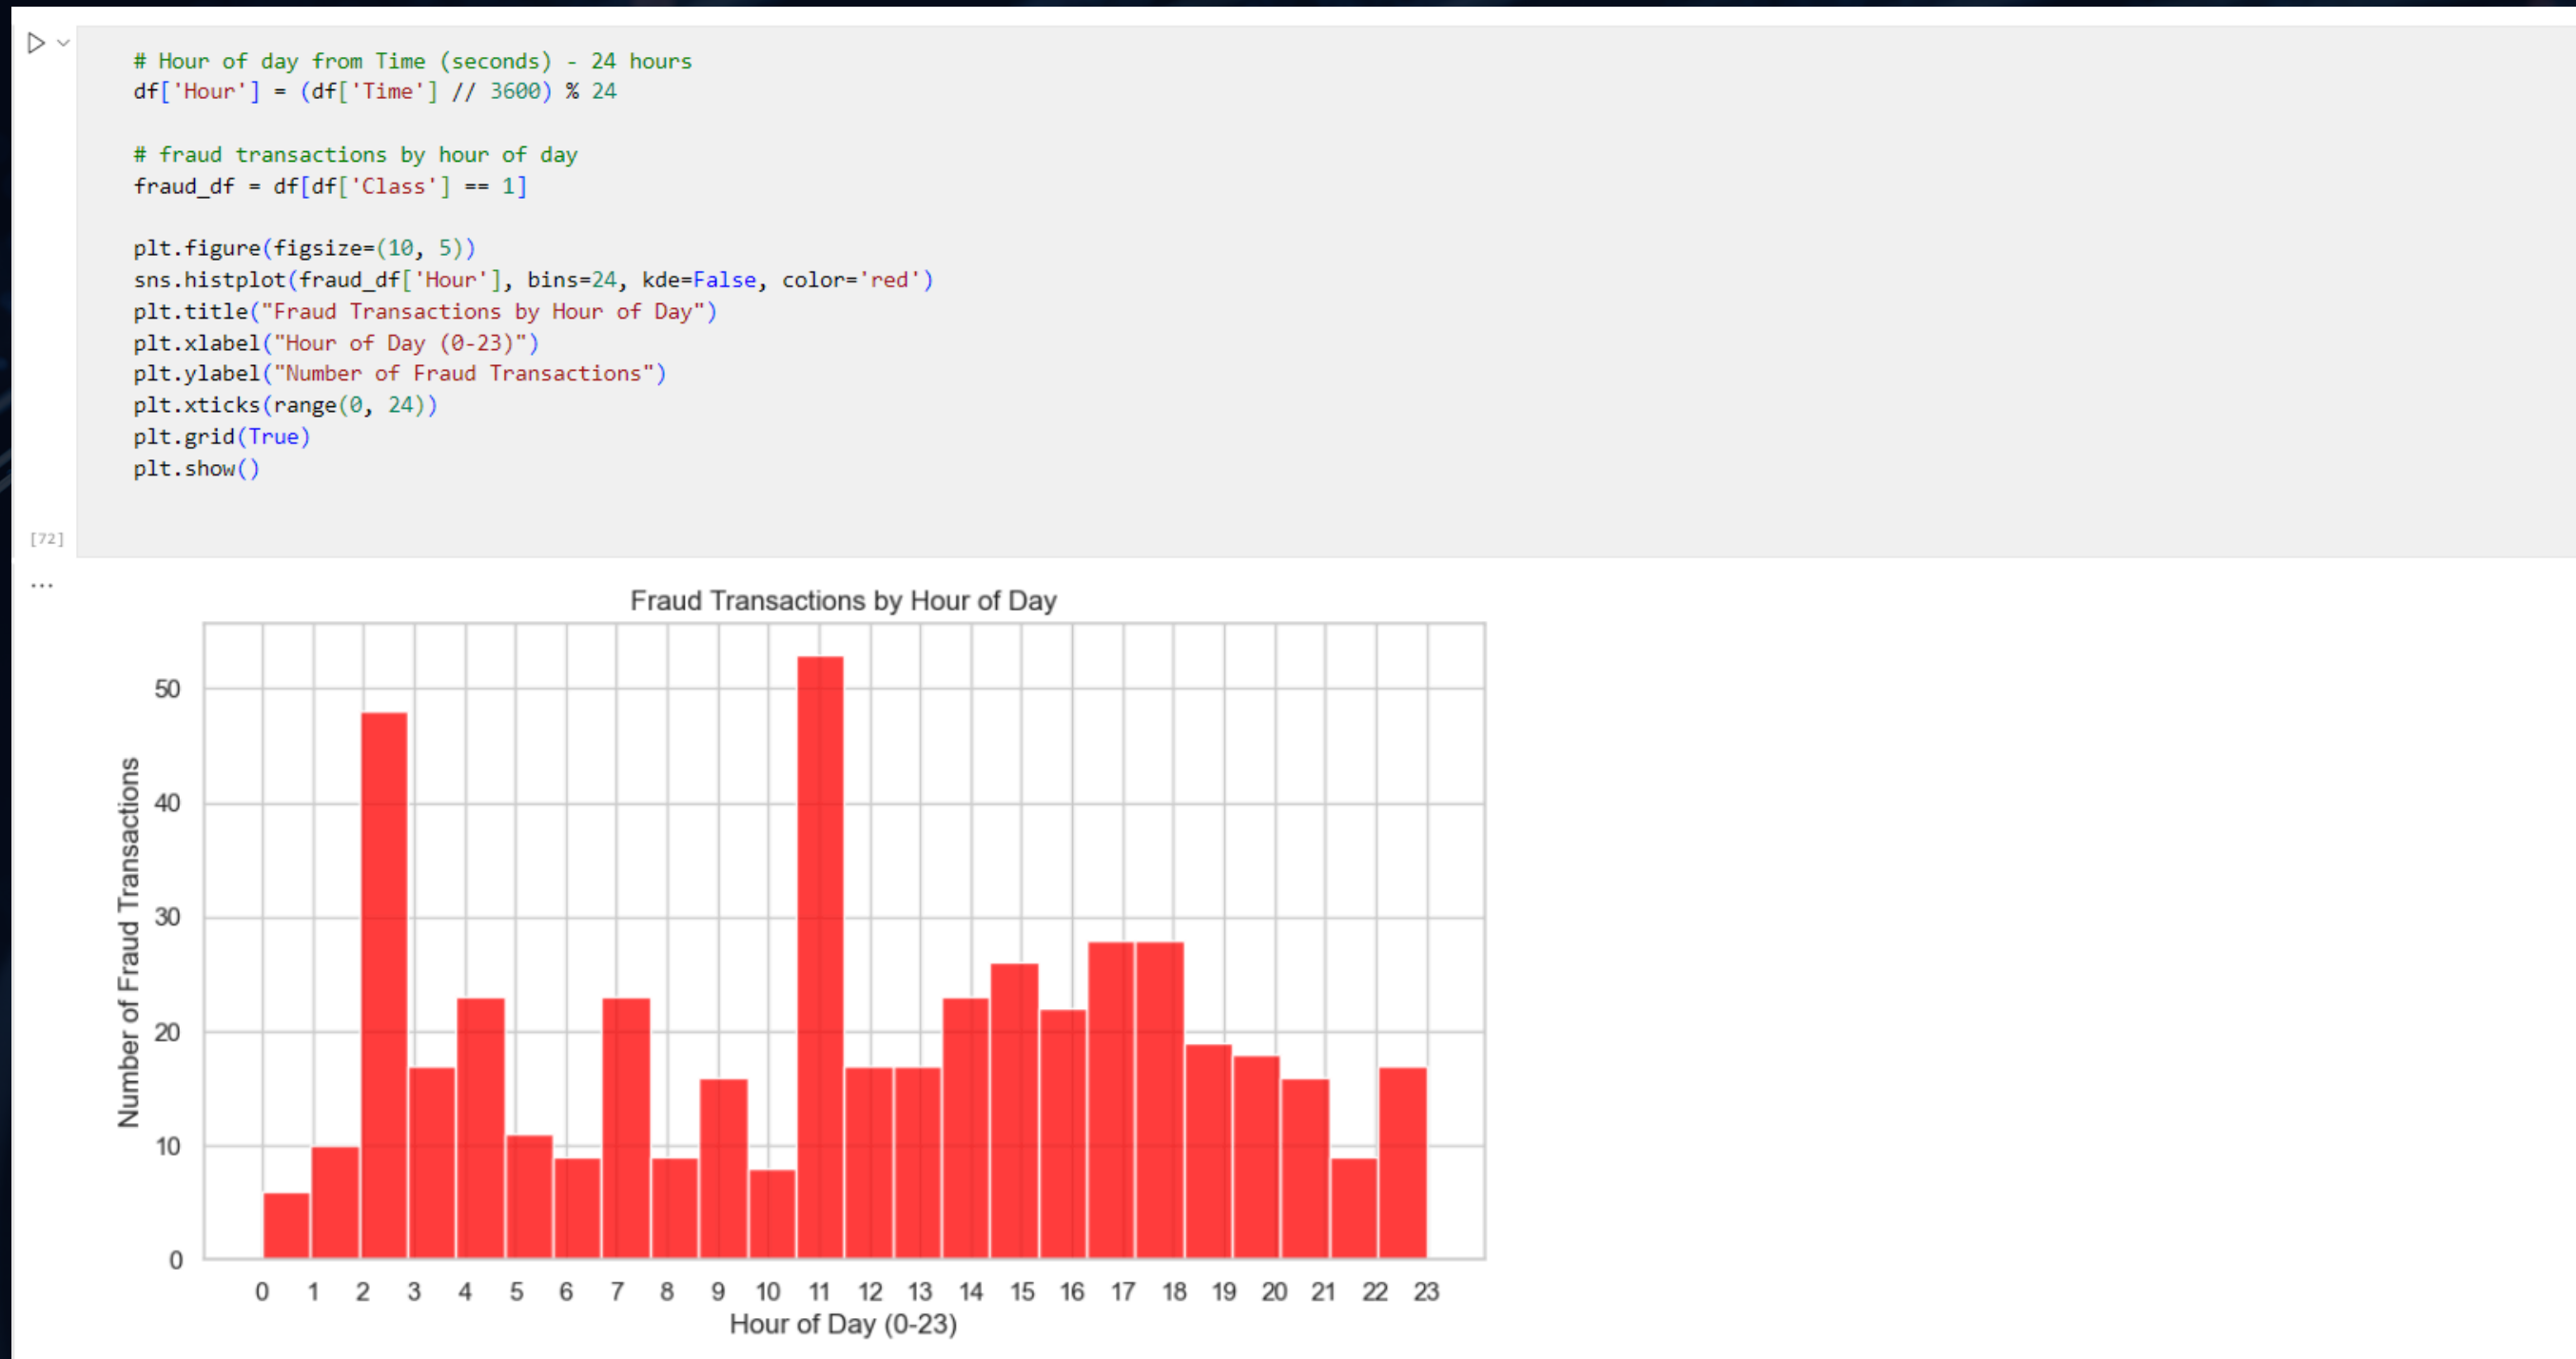 # Hour of day from Time (seconds) - 24 hours
df['Hour'] = (df['Time'] // 3600) % 24
# fraud transactions by hour of day
fraud_df = df[df['Class'] == 1]
plt.figure(figsize=(10, 5))
sns.histplot(fraud_df['Hour'], bins=24, kde=False, color='red')
plt.title("Fraud Transactions by Hour of Day")
plt.xlabel("Hour of Day (0-23)")
plt.ylabel("Number of Fraud Transactions")
plt.xticks(range(0, 24))
plt.grid(True)
plt.show()
[72]
...
Fraud Transactions by Hour of Day
Number of Fraud Transactions
50
40
30
20
10
0
0 1 2 3 4 5 6 7 8 9 10 11 12 13 14 15 16 17 18 19 20 21 22 23
Hour of Day (0-23)